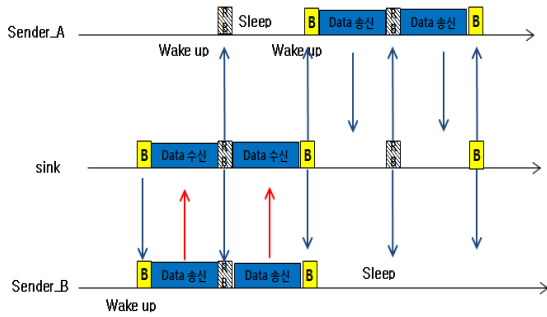 Sleep
B Data 송신 Data 송신 B
Sender_A
Wake up Wake up
B Data 수신 Data 수신 B B
sink
B Data 송신 Data 송신 B
Sleep
Sender_B
Wake up